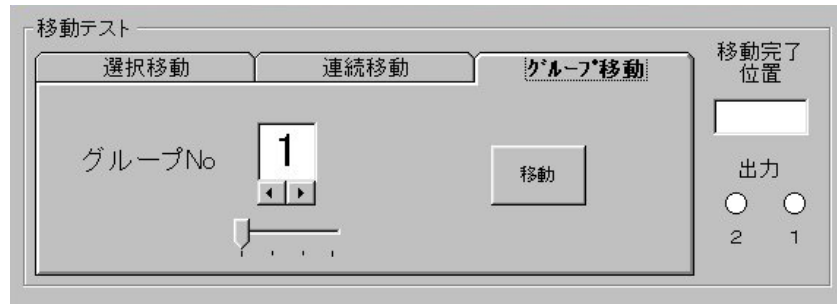 移動テスト
選択移動
連続移動
ｸﾞﾙｰﾌﾟ移動
移動完了
位置
グループNo
1
移動
出力
2
1